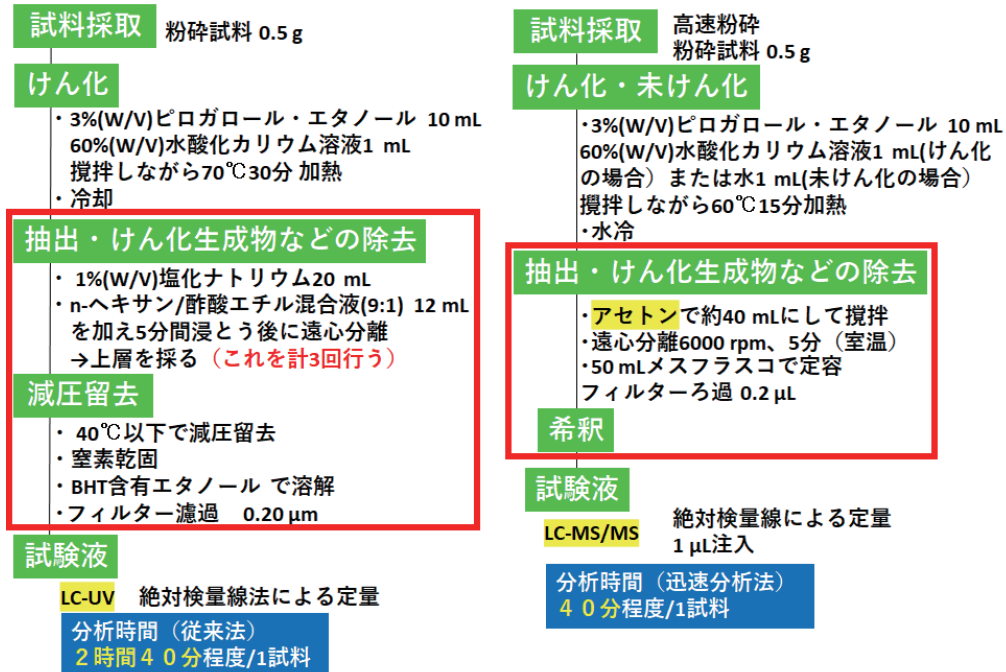 試料採取
粉砕試料 0.5 g
けん化
・3%(W/V)ピロガロール・エタノール 10 mL
60%(W/V)水酸化カリウム溶液1 mL
撹拌しながら70℃30分 加熱
・冷却
抽出・けん化生成物などの除去
・ 1%(W/V)塩化ナトリウム20 mL
・n-ヘキサン/酢酸エチル混合液(9:1) 12 mL
を加え5分間浸とう後に遠心分離
→上層を採る（これを計3回行う）
減圧留去
・ 40℃以下で減圧留去
・窒素乾固
・BHT含有エタノール で溶解
・フィルター濾過 0.20 μm
試験液
LC-UV 絶対検量線法による定量
分析時間（従来法）
２時間４０分程度/1試料
試料採取
高速粉砕
粉砕試料 0.5 g
けん化・未けん化
・3%(W/V)ピロガロール・エタノール 10 mL
60%(W/V)水酸化カリウム溶液1 mL(けん化
の場合）または水1 mL(未けん化の場合）
攪拌しながら60℃15分加熱
・水冷
抽出・けん化生成物などの除去
・アセトンで約40 mLにして撹拌
・遠心分離6000 rpm、5分（室温）
・50 mLメスフラスコで定容
フィルターろ過 0.2 μL
希釈
試験液
LC-MS/MS
絶対検量線による定量
1 μL注入
分析時間（迅速分析法）
４０分程度/1試料